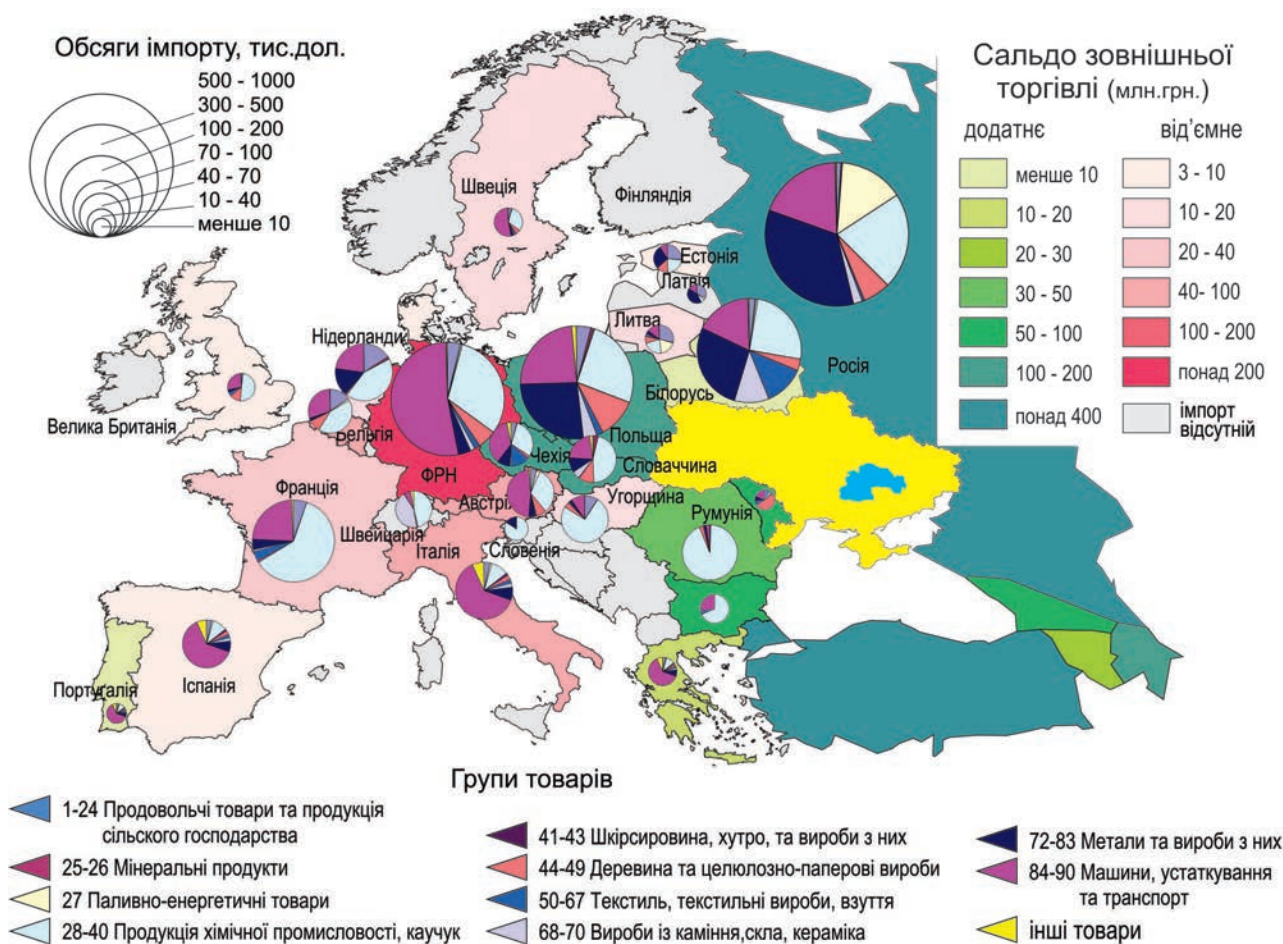 Обсяги імпорту, тис.дол.
500 - 1000
300 - 500
100 - 200
70 - 100
40 - 70
10 - 40
менше 10
Сальдо зовнішньої
торгівлі (млн.грн.)
додатнє
від’ємне
менше 10
10 - 20
20 - 30
30 - 50
50 - 100
100 - 200
понад 400
3 - 10
10 - 20
20 - 40
40- 100
100 - 200
понад 200
імпорт
відсутній
Швеція
Фінляндія
Естонія
Латвія
Литва
Нідерланди
Росія
Білорусь
Велика Британія
Бельгія
Польща
Чехія
ФРН
Словаччина
Франція
Австрія
Угорщина
Швейцарія
Румунія
Італія
Словенія
Португалія
Іспанія
Групи товарів
1-24 Продовольчі товари та продукція
сільского господарства
25-26 Мінеральні продукти
27 Паливно-енергетичні товари
28-40 Продукція хімічної промисловості, каучук
41-43 Шкірсировина, хутро, та вироби з них
44-49 Деревина та целюлозно-паперові вироби
50-67 Текстиль, текстильні вироби, взуття
68-70 Вироби із каміння,скла, кераміка
72-83 Метали та вироби з них
84-90 Машини, устаткування
та транспорт
інші товари